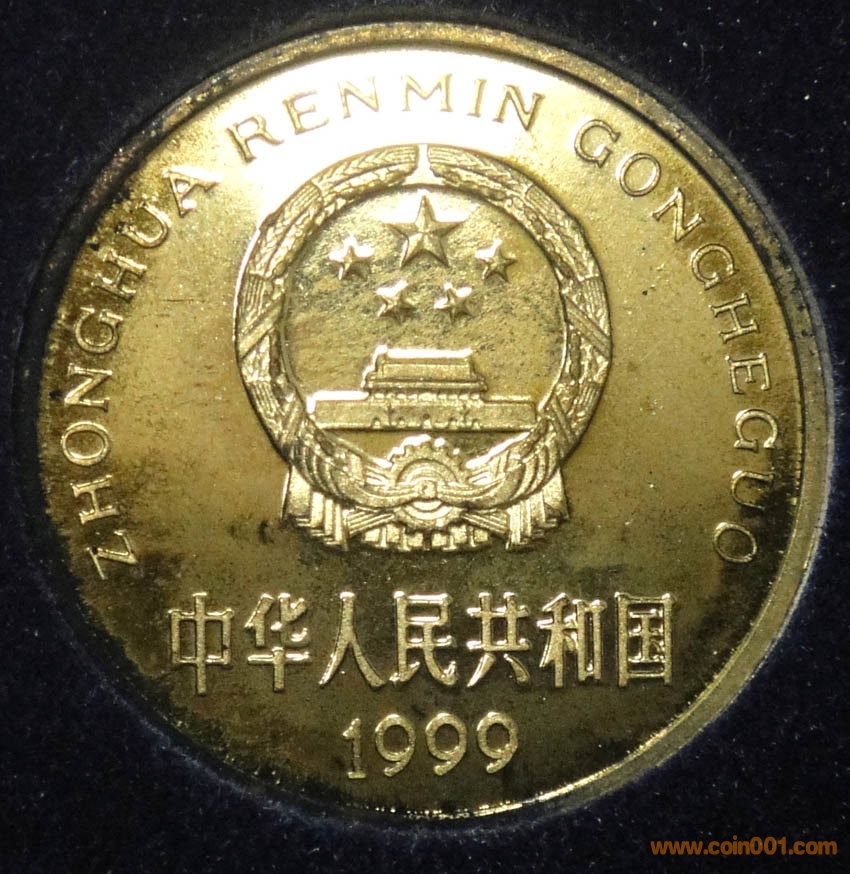 ZHONGHUA RENMIN GONGHEGUO
中华人民共和国
1999
www.coin001.com